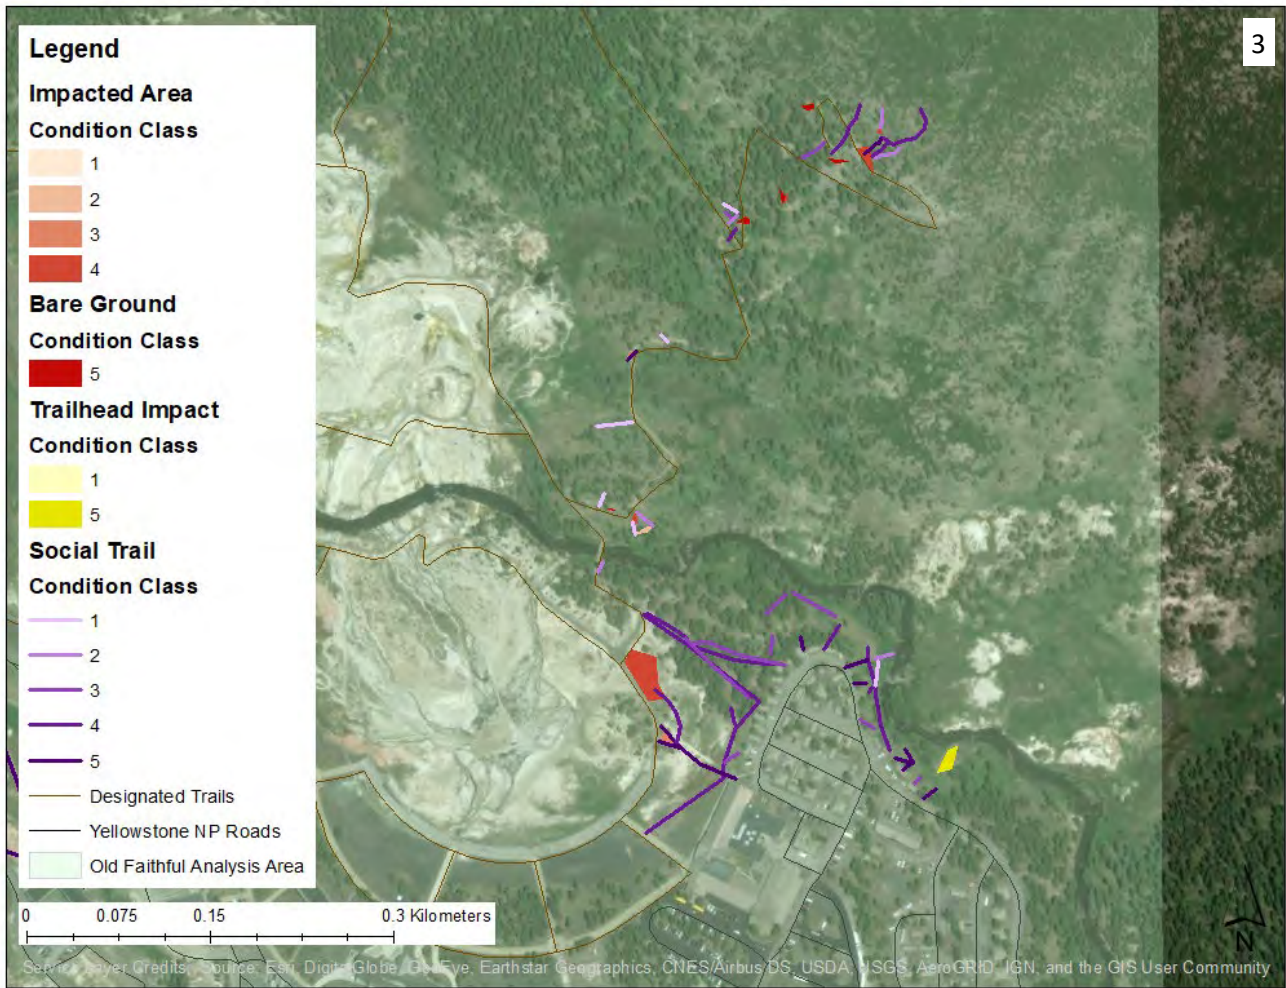 3
Legend
Impacted Area
Condition Class
1
2
3
4
Bare Ground
Condition Class
5
Trailhead Impact
Condition Class
1
5
Social Trail
Condition Class
1
2
3
4
5
Designated Trails
Yellowstone NP Roads
Old Faithful Analysis Area
0 0.075 0.15 0.3 Kilometers
N
Service Layer Credits: Source: Esri, DigitalGlobe, GeoEye, Earthstar Geographics, CNES/Airbus DS, USDA, USGS, AeroGRID, IGN, and the GIS User Community